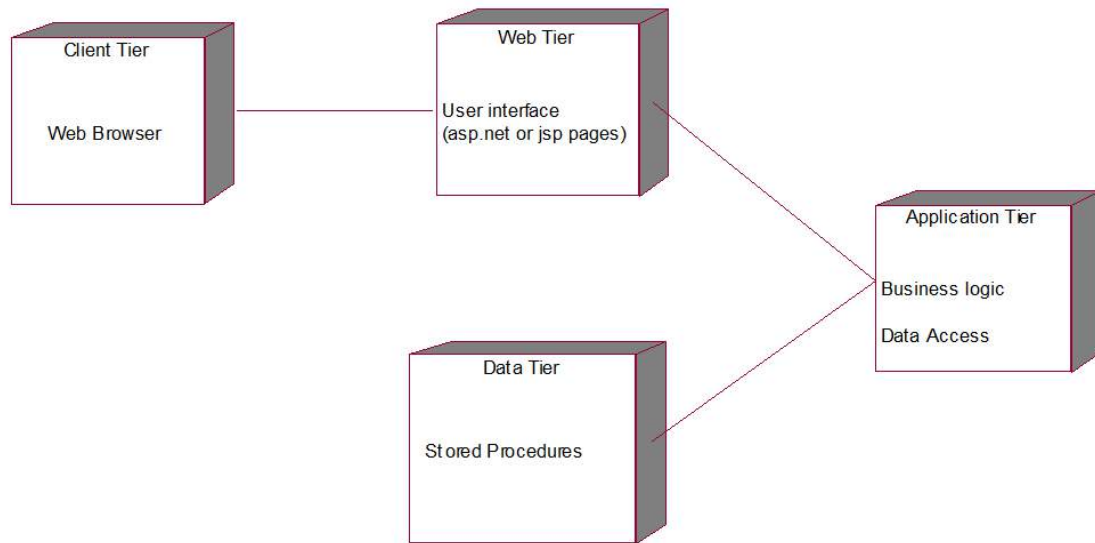 Client Tier
Web Browser
Web Tier
User interface
(asp.net or jsp pages)
Application Tier
Business logic
Data Access
Data Tier
Stored Procedures